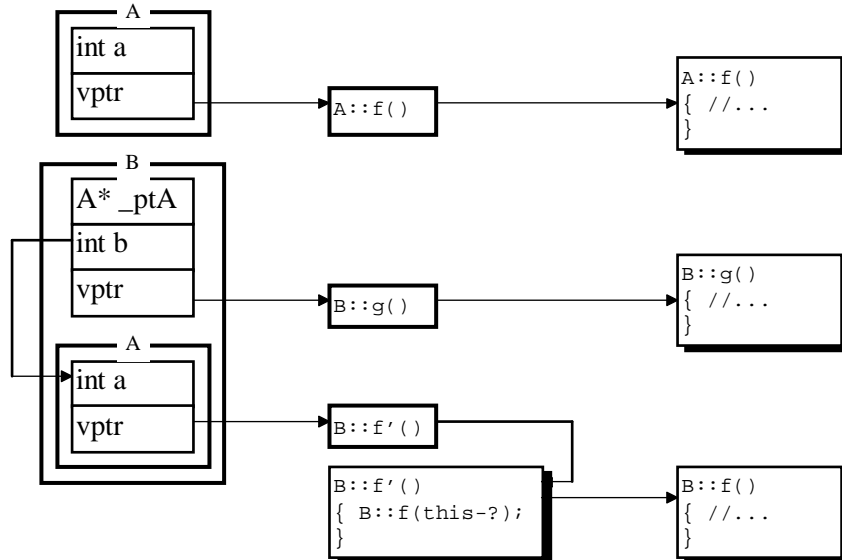 A
int a
vptr
A::f()
A::f()
{ //...
}
B
A* _ptA
int b
vptr
B::g()
B::g()
{ //...
}
A
int a
vptr
B::f'()
B::f'()
{ B::f(this-?);
}
B::f()
{ //...
}